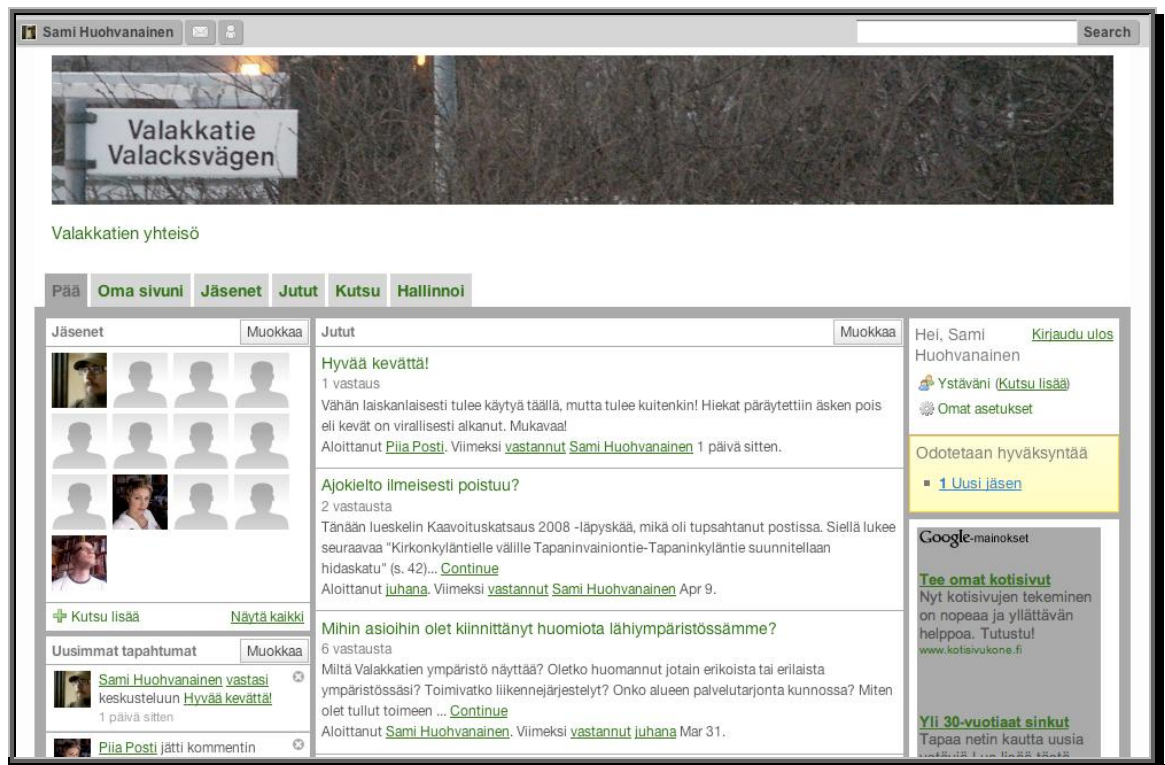 Sami Huohvanainen
Search
Valakkatie
Valacksvägen
Valakkatien yhteisö
Pää Oma sivuni Jäsenet Jutut Kutsu Hallinnoi
Jäsenet Muokkaa
Kutsu lisää Näytä kaikki
Uusimmat tapahtumat Muokkaa
Sami Huohvanainen vastasi
keskusteluun Hyvää kevättä!
1 päivä sitten
Piia Posti jätti kommentin
Jutut Muokkaa
Hyvää kevättä!
1 vastaus
Vähän laiskanlaisesti tulee käytyä täällä, mutta tulee kuitenkin! Hiekat päräytettiin äsken pois
eli kevät on virallisesti alkanut. Mukavaa!
Aloittanut Piia Posti. Viimeksi vastannut Sami Huohvanainen 1 päivä sitten.
Ajokielto ilmeisesti poistuu?
2 vastausta
Tänään lueskelin Kaavoituskatsaus 2008 -läpyskää, mikä oli tupsahtanut postissa. Siellä lukee
seuraavaa "Kirkonkyläntielle välille Tapaninvainiontie-Tapaninkyläntie suunnitellaan
hidaskatu" (s. 42)... Continue
Aloittanut juhana. Viimeksi vastannut Sami Huohvanainen Apr 9.
Mihin asioihin olet kiinnittänyt huomiota lähiympäristössämme?
6 vastausta
Miltä Valakkatien ympäristö näyttää? Oletko huomannut jotain erikoista tai erilaista
ympäristössäsi? Toimivatko liikennejärjestelyt? Onko alueen palvelutarjonta kunnossa? Miten
olet tullut toimeen ... Continue
Aloittanut Sami Huohvanainen. Viimeksi vastannut juhana Mar 31.
Hei, Sami Kirjaudu ulos
Huohvanainen
Ystäväni (Kutsu lisää)
Omat asetukset
Odotetaan hyväksyntää
1 Uusi jäsen
Google-mainokset
Tee omat kotisivut
Nyt kotisivujen tekeminen
on nopeaa ja yllättävän
helppoa. Tutustu!
www.kotisivukone.fi
Yli 30-vuotiaat sinkut
Tapaa netin kautta uusia